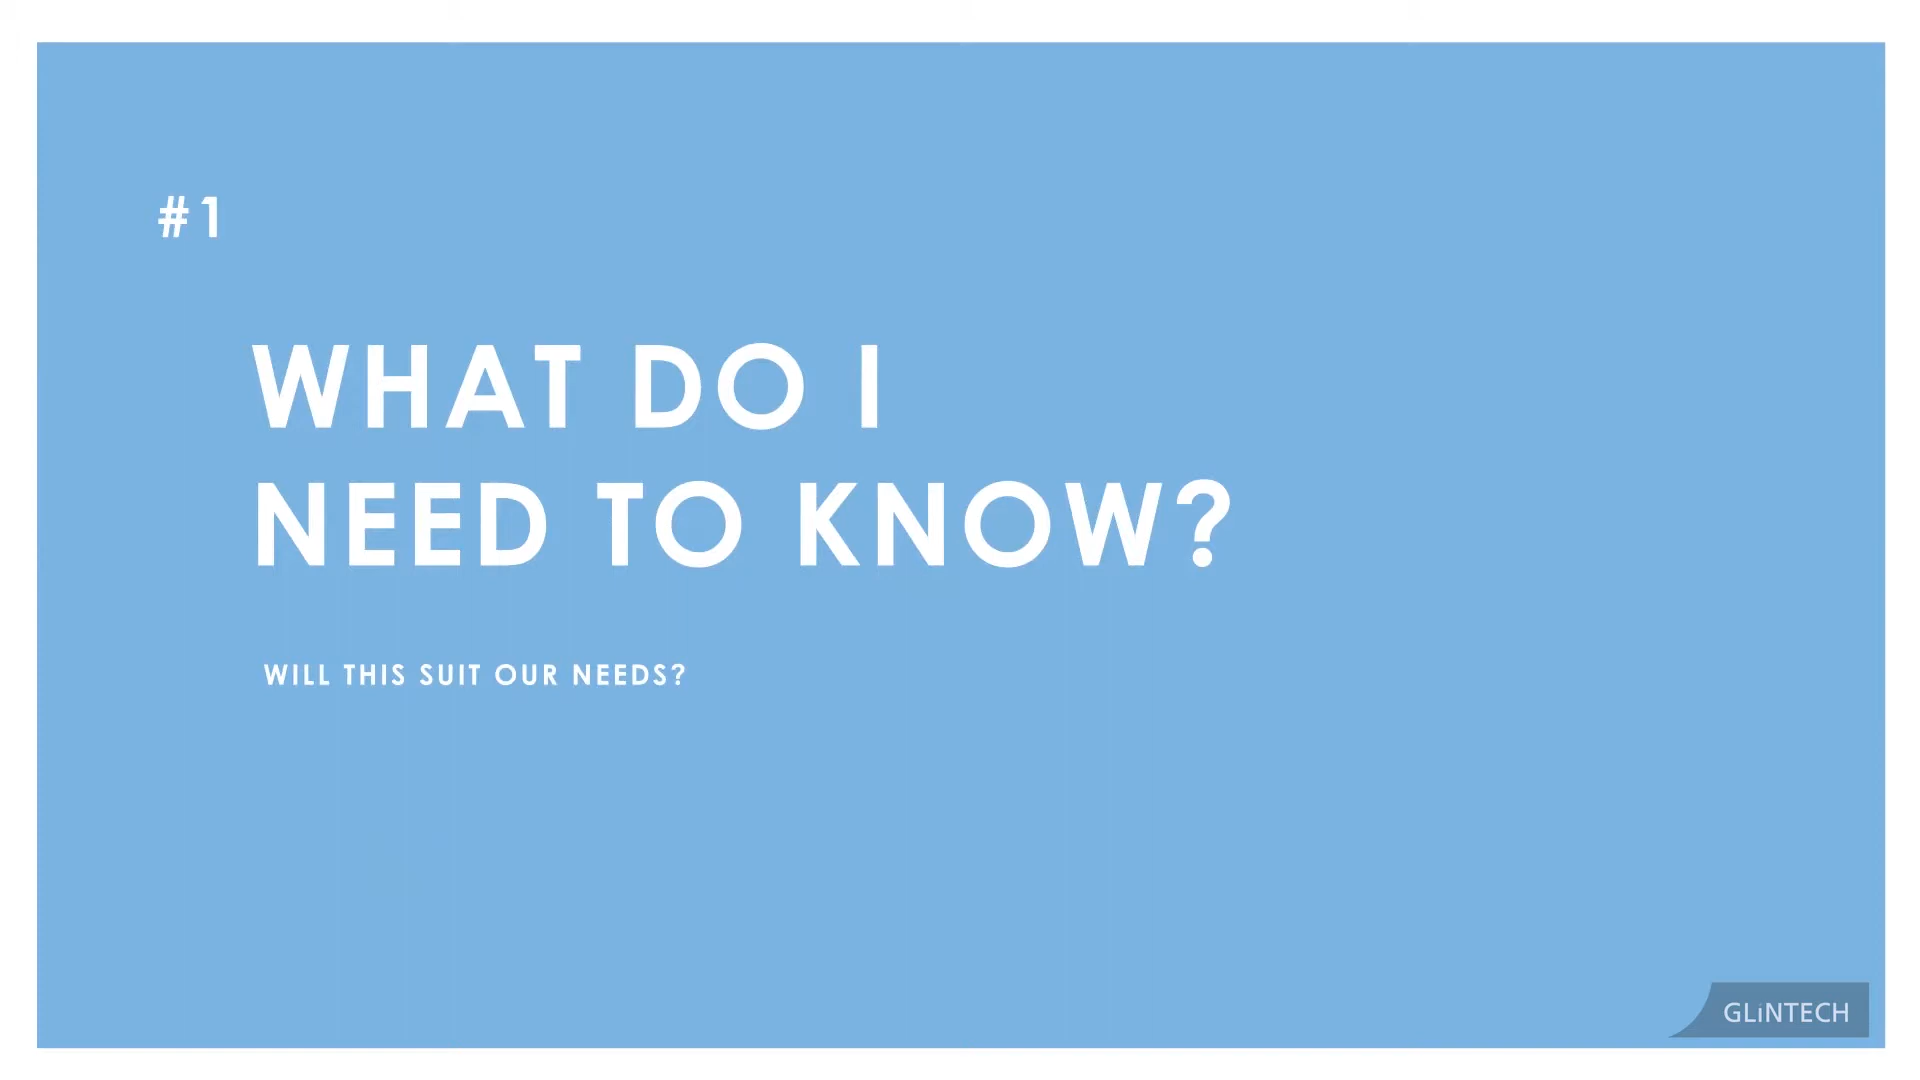 #1
WHAT DO I
NEED TO KNOW?
WILL THIS SUIT OUR NEEDS?
GLiNTECH